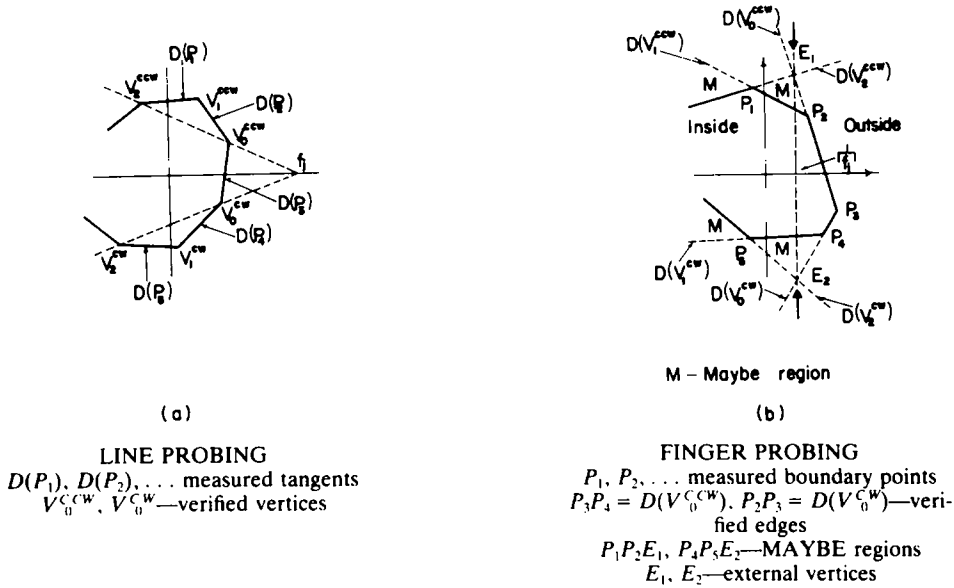 D(P₁)
V₂ᶜᶜʷ
V₁ᶜᶜʷ
D(P₂)
V₀ᶜᶜʷ
D(P₃)
V₀ᶜʷ
D(P₄)
V₁ᶜʷ
V₂ᶜʷ
D(P₅)
(a)
LINE PROBING
D(P₁), D(P₂), . . . measured tangents
V₀ᶜᶜʷ, V₀ᶜʷ—verified vertices
D(V₀ᶜᶜʷ)
D(V₁ᶜᶜʷ)
E₁
D(V₂ᶜᶜʷ)
M
M
P₁
P₂
Inside
Outside
P₃
M
M
P₄
P₅
D(V₁ᶜʷ)
E₂
D(V₀ᶜʷ)
D(V₂ᶜʷ)
M – Maybe region
(b)
FINGER PROBING
P₁, P₂, . . . measured boundary points
P₃P₄ = D(V₀ᶜᶜʷ), P₂P₃ = D(V₀ᶜʷ)—veri-
fied edges
P₁P₂E₁, P₄P₅E₂—MAYBE regions
E₁, E₂—external vertices